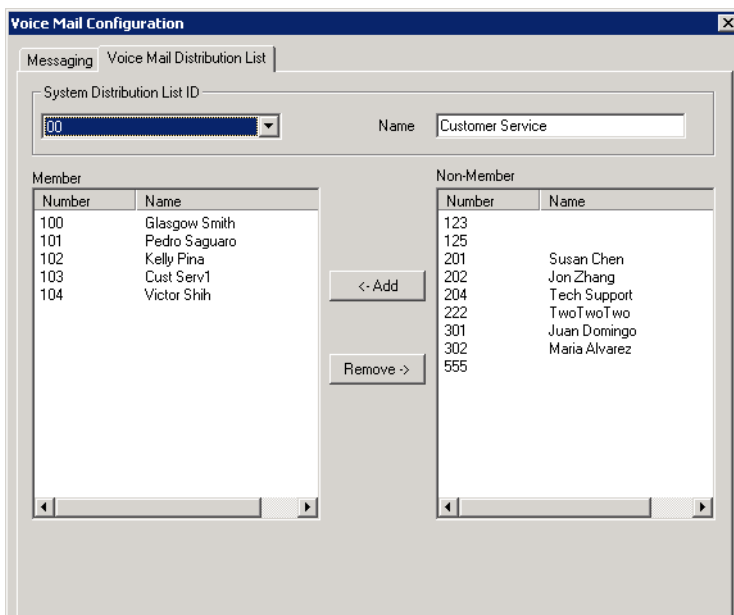 Voice Mail Configuration
Messaging
Voice Mail Distribution List
System Distribution List ID
00
Name
Customer Service
Member
Number Name
100 Glasgow Smith
101 Pedro Saguaro
102 Kelly Pina
103 Cust Serv1
104 Victor Shih
<- Add
Remove ->
Non-Member
Number Name
123
125
201 Susan Chen
202 Jon Zhang
204 Tech Support
222 TwoTwoTwo
301 Juan Domingo
302 Maria Alvarez
555